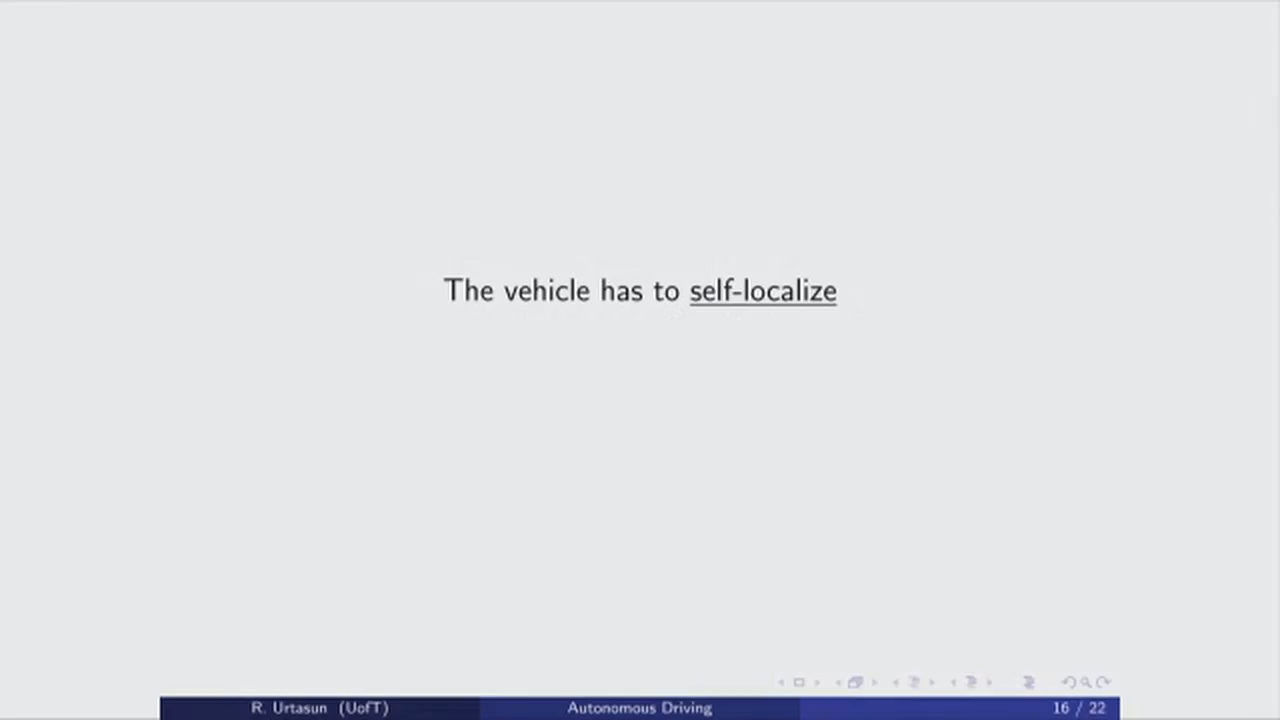 The vehicle has to self-localize
R. Urtasun (UofT) Autonomous Driving 16 / 22